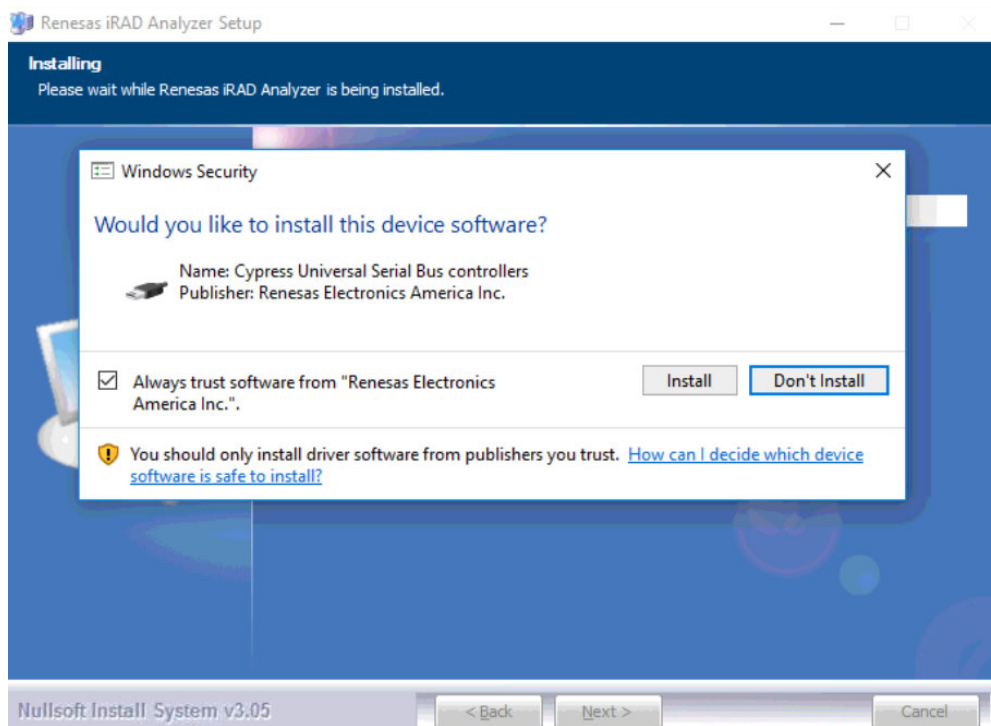 Renesas iRAD Analyzer Setup
Installing
Please wait while Renesas iRAD Analyzer is being installed.
Windows Security
Would you like to install this device software?
Name: Cypress Universal Serial Bus controllers
Publisher: Renesas Electronics America Inc.
Always trust software from "Renesas Electronics
America Inc.".
Install
Don't Install
You should only install driver software from publishers you trust. How can I decide which device
software is safe to install?
Nullsoft Install System v3.05
< Back
Next >
Cancel